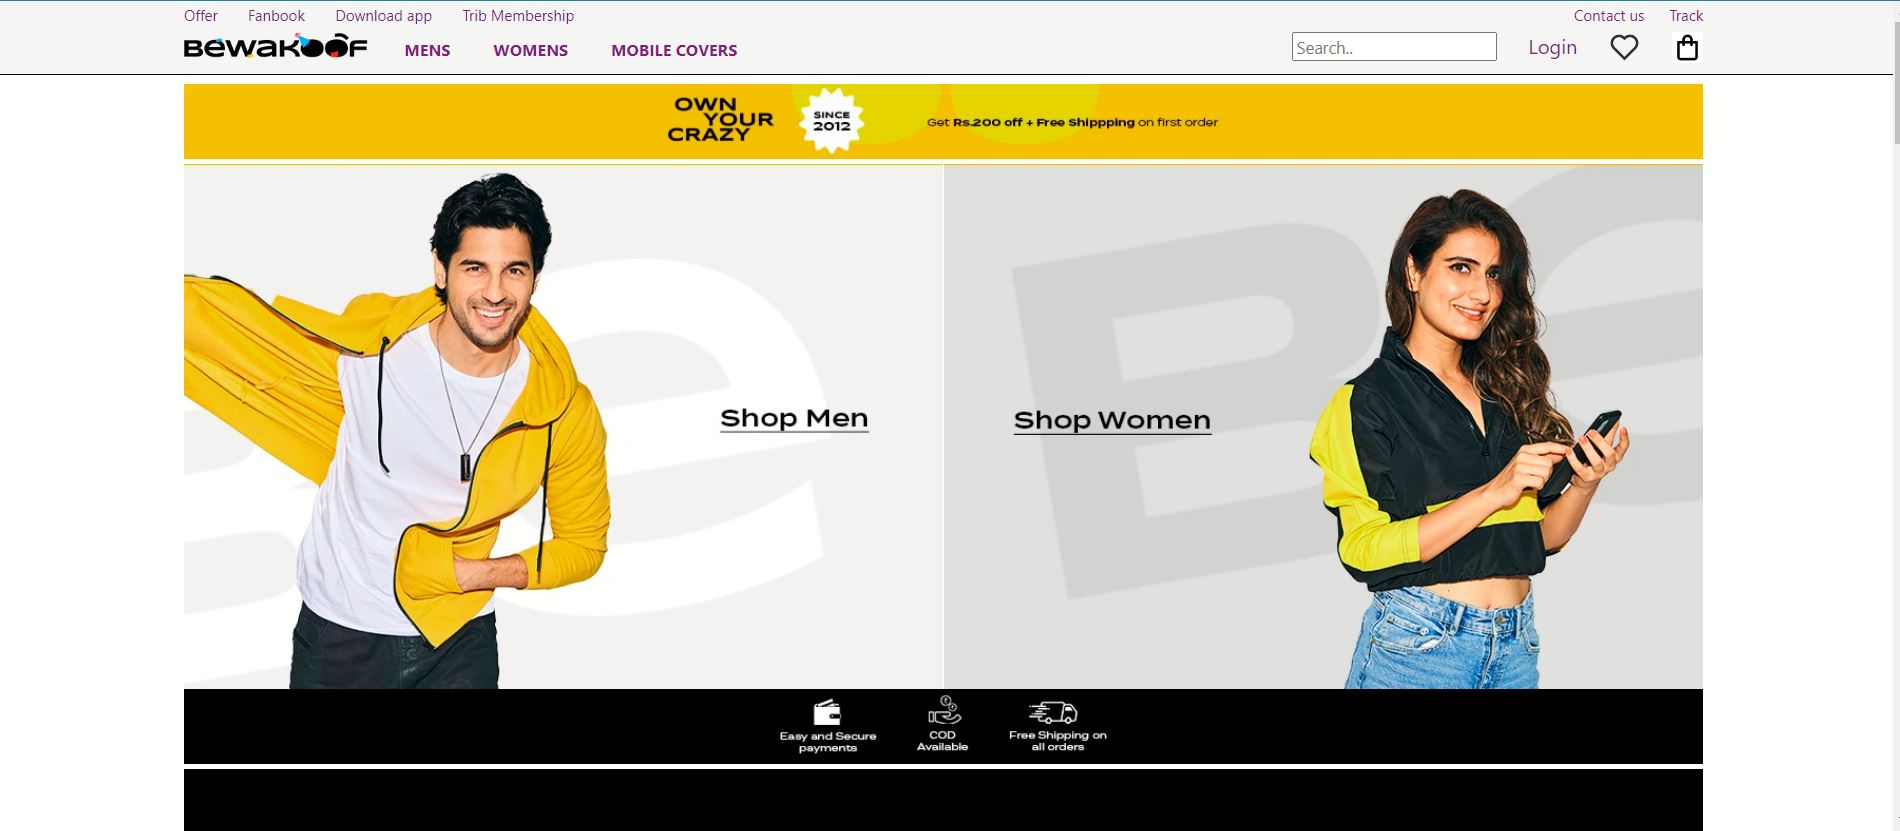 Offer Fanbook Download app Trib Membership Contact us Track
BEWAKOOF MENS WOMENS MOBILE COVERS Search.. Login
OWN
YOUR
CRAZY
SINCE
2012
Get Rs.200 off + Free Shippping on first order
Be
Be
Shop Men
Shop Women
Easy and Secure
payments
COD
Available
Free Shipping on
all orders